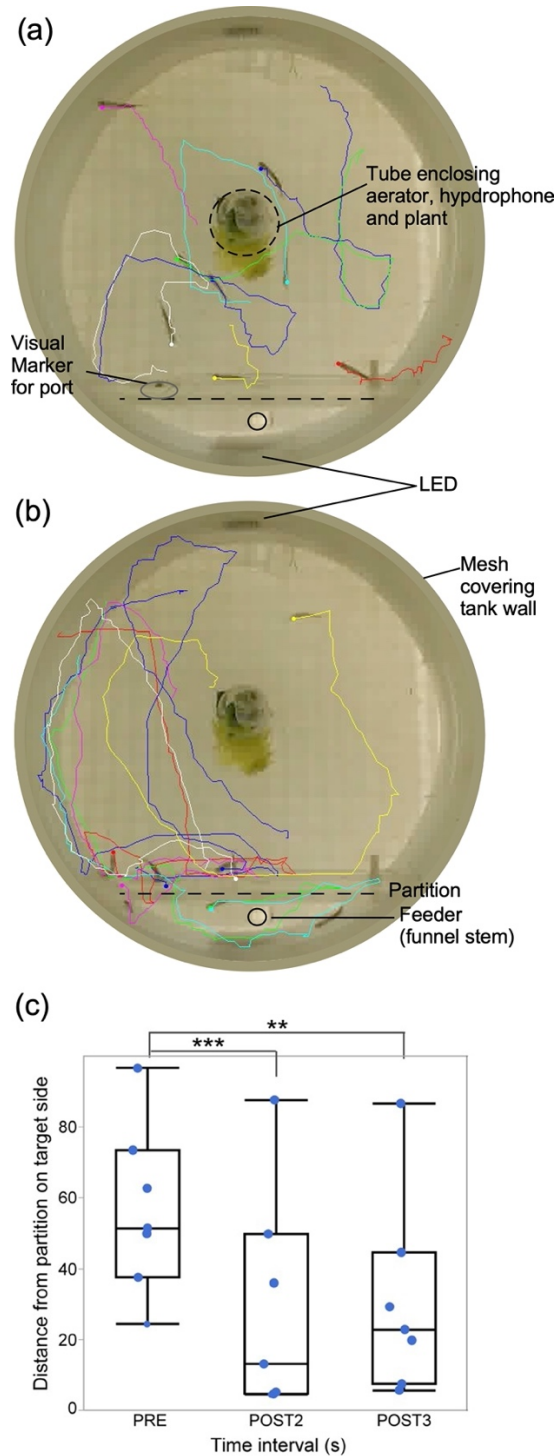 (a)
Tube enclosing
aerator, hypdrophone
and plant
Visual
Marker
for port
LED
(b)
Mesh
covering
tank wall
Partition
Feeder
(funnel stem)
(c)
**
***
Distance from partition on target side
80
60
40
20
0
PRE
POST2
POST3
Time interval (s)